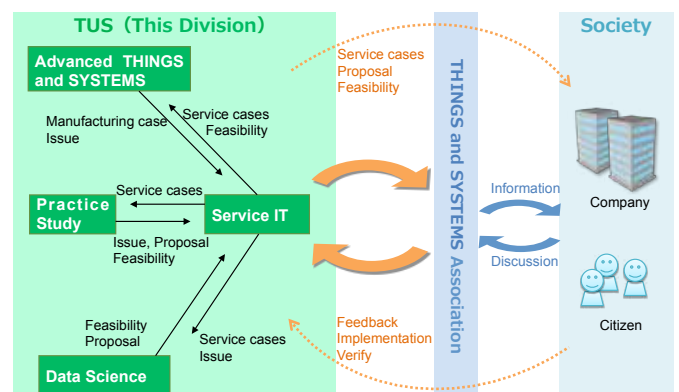 TUS (This Division)
Advanced THINGS
and SYSTEMS
Manufacturing case
Issue
Service cases
Feasibility
Service cases
Practice
Study
Service IT
Issue, Proposal
Feasibility
Feasibility
Proposal
Service cases
Issue
Data Science
Service cases
Proposal
Feasibility
Feedback
Implementation
Verify
THINGS and SYSTEMS Association
Information
Discussion
Society
Company
Citizen